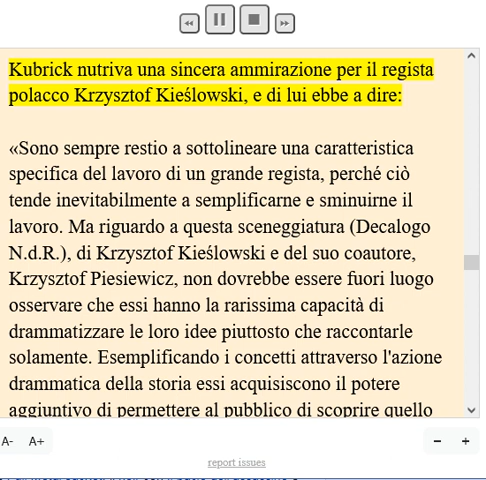 Kubrick nutriva una sincera ammirazione per il regista
polacco Krzysztof Kieślowski, e di lui ebbe a dire:
«Sono sempre restio a sottolineare una caratteristica
specifica del lavoro di un grande regista, perché ciò
tende inevitabilmente a semplificarne e sminuirne il
lavoro. Ma riguardo a questa sceneggiatura (Decalogo
N.d.R.), di Krzysztof Kieślowski e del suo coautore,
Krzysztof Piesiewicz, non dovrebbe essere fuori luogo
osservare che essi hanno la rarissima capacità di
drammatizzare le loro idee piuttosto che raccontarle
solamente. Esemplificando i concetti attraverso l'azione
drammatica della storia essi acquisiscono il potere
aggiuntivo di permettere al pubblico di scoprire quello
A- A+ − +
report issues